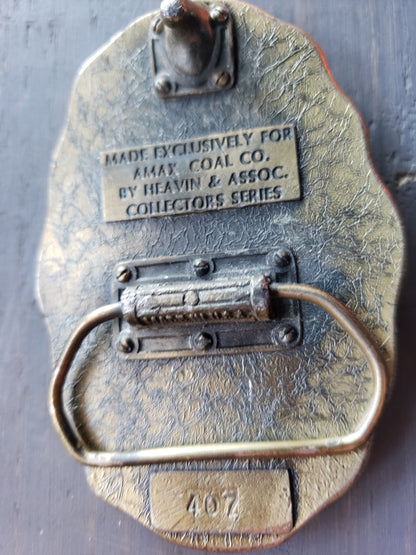 MADE EXCLUSIVELY FOR
AMAX COAL CO.
BY HEAVIN & ASSOC.
COLLECTORS SERIES
407